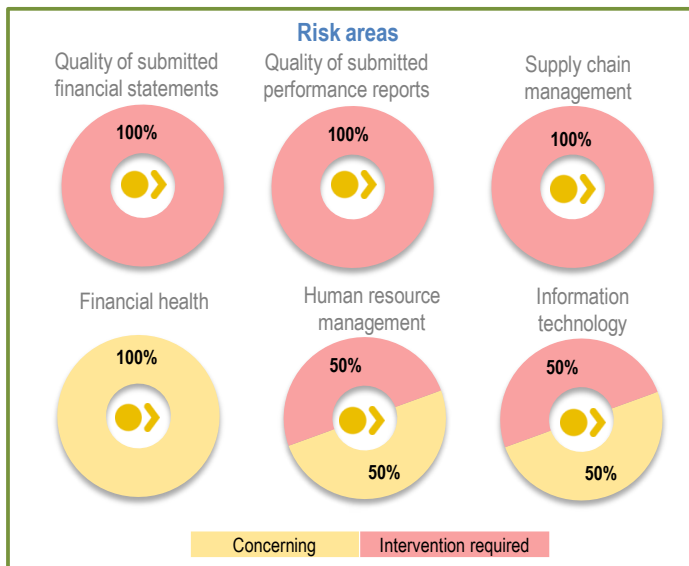 Risk areas
Quality of submitted
financial statements
Quality of submitted
performance reports
Supply chain
management
100%
100%
100%
Financial health
Human resource
management
Information
technology
100%
50%
50%
50%
50%
Concerning
Intervention required